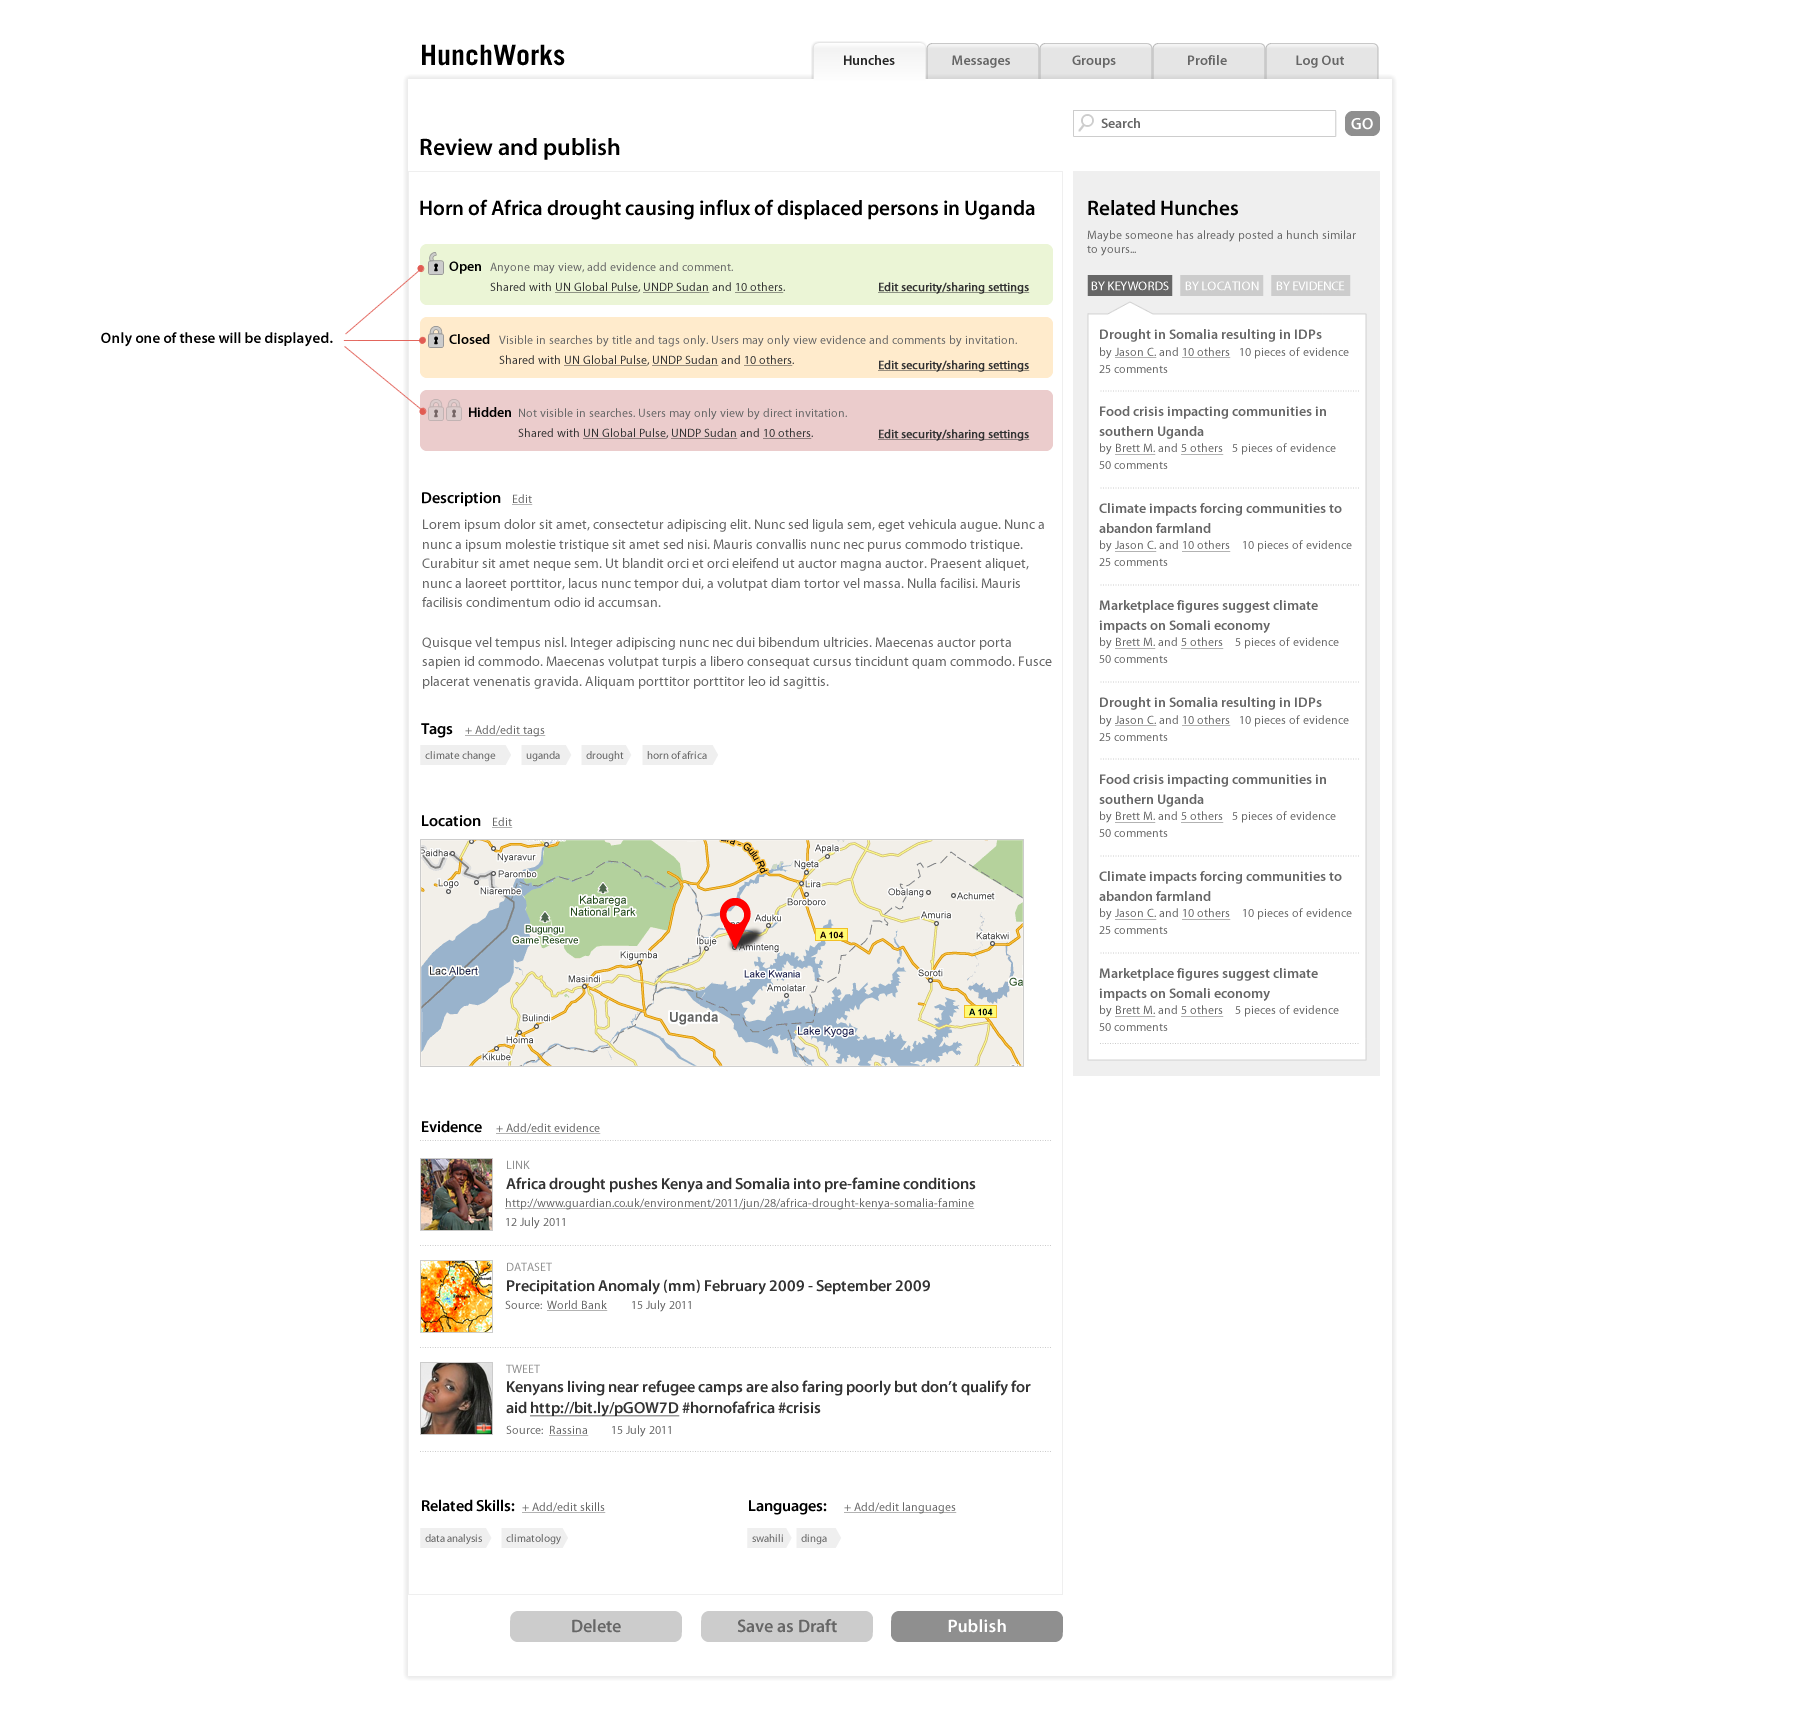 HunchWorks
Hunches
Messages
Groups
Profile
Log Out
Search
GO
Review and publish
Horn of Africa drought causing influx of displaced persons in Uganda
Only one of these will be displayed.
Open Anyone may view, add evidence and comment.
Shared with UN Global Pulse, UNDP Sudan and 10 others.
Edit security/sharing settings
Closed Visible in searches by title and tags only. Users may only view evidence and comments by invitation.
Shared with UN Global Pulse, UNDP Sudan and 10 others.
Edit security/sharing settings
Hidden Not visible in searches. Users may only view by direct invitation.
Shared with UN Global Pulse, UNDP Sudan and 10 others.
Edit security/sharing settings
Description Edit
Lorem ipsum dolor sit amet, consectetur adipiscing elit. Nunc sed ligula sem, eget vehicula augue. Nunc a
nunc a ipsum molestie tristique sit amet sed nisi. Mauris convallis nunc nec purus commodo tristique.
Curabitur sit amet neque sem. Ut blandit orci et orci eleifend ut auctor magna auctor. Praesent aliquet,
nunc a laoreet porttitor, lacus nunc tempor dui, a volutpat diam tortor vel massa. Nulla facilisi. Mauris
facilisis condimentum odio id accumsan.
Quisque vel tempus nisl. Integer adipiscing nunc nec dui bibendum ultricies. Maecenas auctor porta
sapien id commodo. Maecenas volutpat turpis a libero consequat cursus tincidunt quam commodo. Fusce
placerat venenatis gravida. Aliquam porttitor porttitor leo id sagittis.
Tags + Add/edit tags
climate change
uganda
drought
horn of africa
Location Edit
Paidha
Nyaravur
Parombo
Logo
Niarembe
Kabarega
National Park
Bugungu
Game Reserve
Lac Albert
Gulu Rd
Apala
Ngeta
Lira
Boroboro
Obalang
Achumet
Amuria
Katakwi
Aduku
A 104
Ibuje
Aminteng
Kigumba
Masindi
Lake Kwania
Amolatar
Soroti
Ga
Uganda
Lake Kyoga
A 104
Bulindi
Hoima
Kikube
Evidence + Add/edit evidence
LINK
Africa drought pushes Kenya and Somalia into pre-famine conditions
http://www.guardian.co.uk/environment/2011/jun/28/africa-drought-kenya-somalia-famine
12 July 2011
DATASET
Precipitation Anomaly (mm) February 2009 - September 2009
Source: World Bank 15 July 2011
TWEET
Kenyans living near refugee camps are also faring poorly but don't qualify for
aid http://bit.ly/pGOW7D #hornofafrica #crisis
Source: Rassina 15 July 2011
Related Skills: + Add/edit skills
data analysis
climatology
Languages: + Add/edit languages
swahili
dinga
Delete
Save as Draft
Publish
Related Hunches
Maybe someone has already posted a hunch similar
to yours...
BY KEYWORDS
BY LOCATION
BY EVIDENCE
Drought in Somalia resulting in IDPs
by Jason C. and 10 others 10 pieces of evidence
25 comments
Food crisis impacting communities in
southern Uganda
by Brett M. and 5 others 5 pieces of evidence
50 comments
Climate impacts forcing communities to
abandon farmland
by Jason C. and 10 others 10 pieces of evidence
25 comments
Marketplace figures suggest climate
impacts on Somali economy
by Brett M. and 5 others 5 pieces of evidence
50 comments
Drought in Somalia resulting in IDPs
by Jason C. and 10 others 10 pieces of evidence
25 comments
Food crisis impacting communities in
southern Uganda
by Brett M. and 5 others 5 pieces of evidence
50 comments
Climate impacts forcing communities to
abandon farmland
by Jason C. and 10 others 10 pieces of evidence
25 comments
Marketplace figures suggest climate
impacts on Somali economy
by Brett M. and 5 others 5 pieces of evidence
50 comments